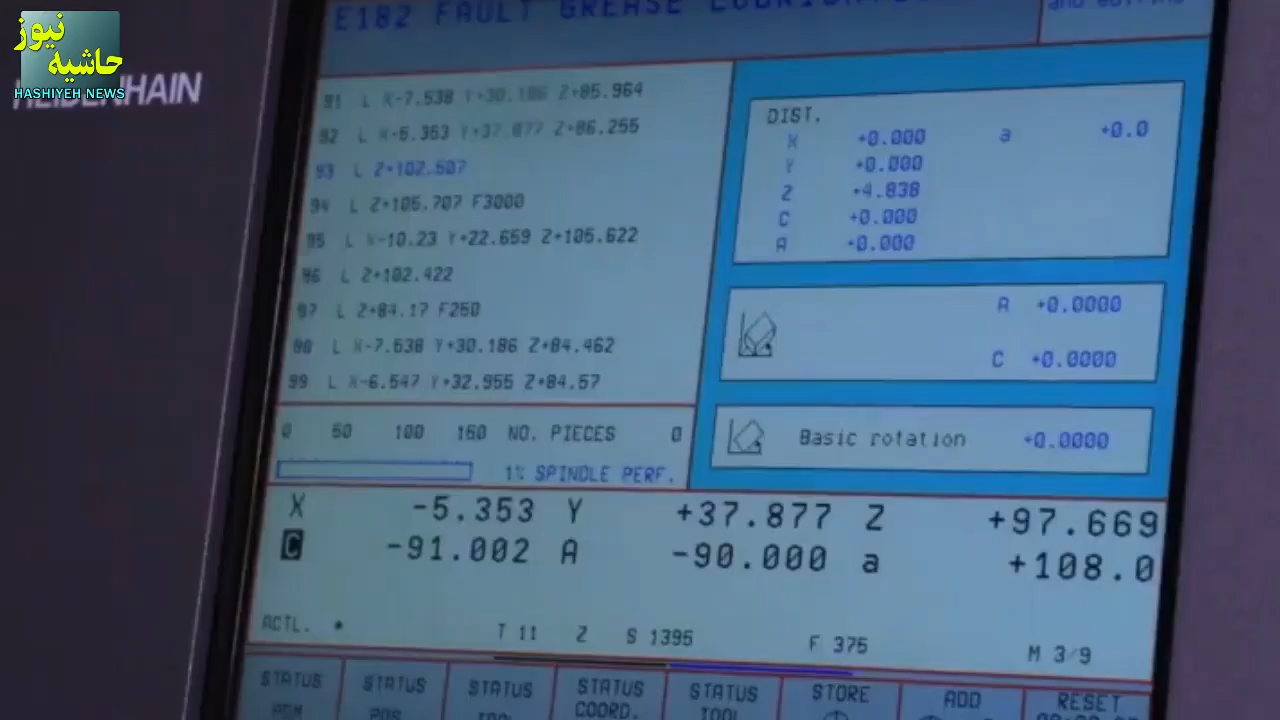 نیوز
حاشیه
HASHIYEH NEWS
HEIDENHAIN
E182 FAULT GREASE
and editing
91 L X-7.538 Y+30.186 Z+85.964
92 L X-5.353 Y+37.877 Z+86.255
93 L Z+102.507
94 L Z+105.707 F3000
95 L X-10.23 Y+22.659 Z+105.622
96 L Z+102.422
97 L Z+84.17 F250
98 L X-7.538 Y+30.186 Z+84.462
99 L X-6.547 Y+32.955 Z+84.57
DIST.
X +0.000 a +0.0
Y +0.000
Z +4.838
C +0.000
A +0.000
A +0.0000
C +0.0000
Basic rotation +0.0000
0 50 100 150 NO. PIECES 0
1% SPINDLE PERF.
X -5.353 Y +37.877 Z +97.669
C -91.002 A -90.000 a +108.0
ACTL. * T 11 Z S 1395 F 375 M 3/9
STATUS STATUS STATUS STATUS STATUS STORE ADD RESET
PGM POS. TOOL COORD. TOOL